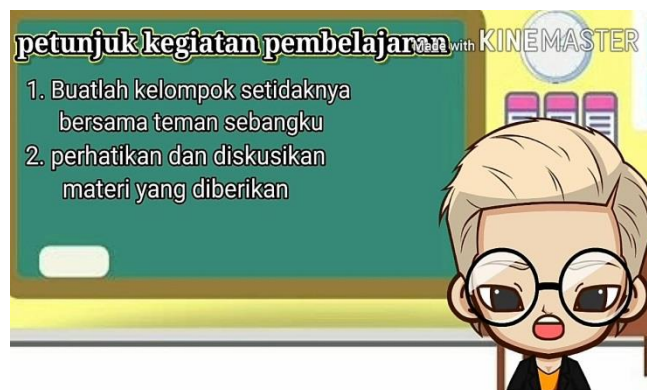 petunjuk kegiatan pembelajaran
Made with KINEMASTER
1. Buatlah kelompok setidaknya
bersama teman sebangku
2. perhatikan dan diskusikan
materi yang diberikan